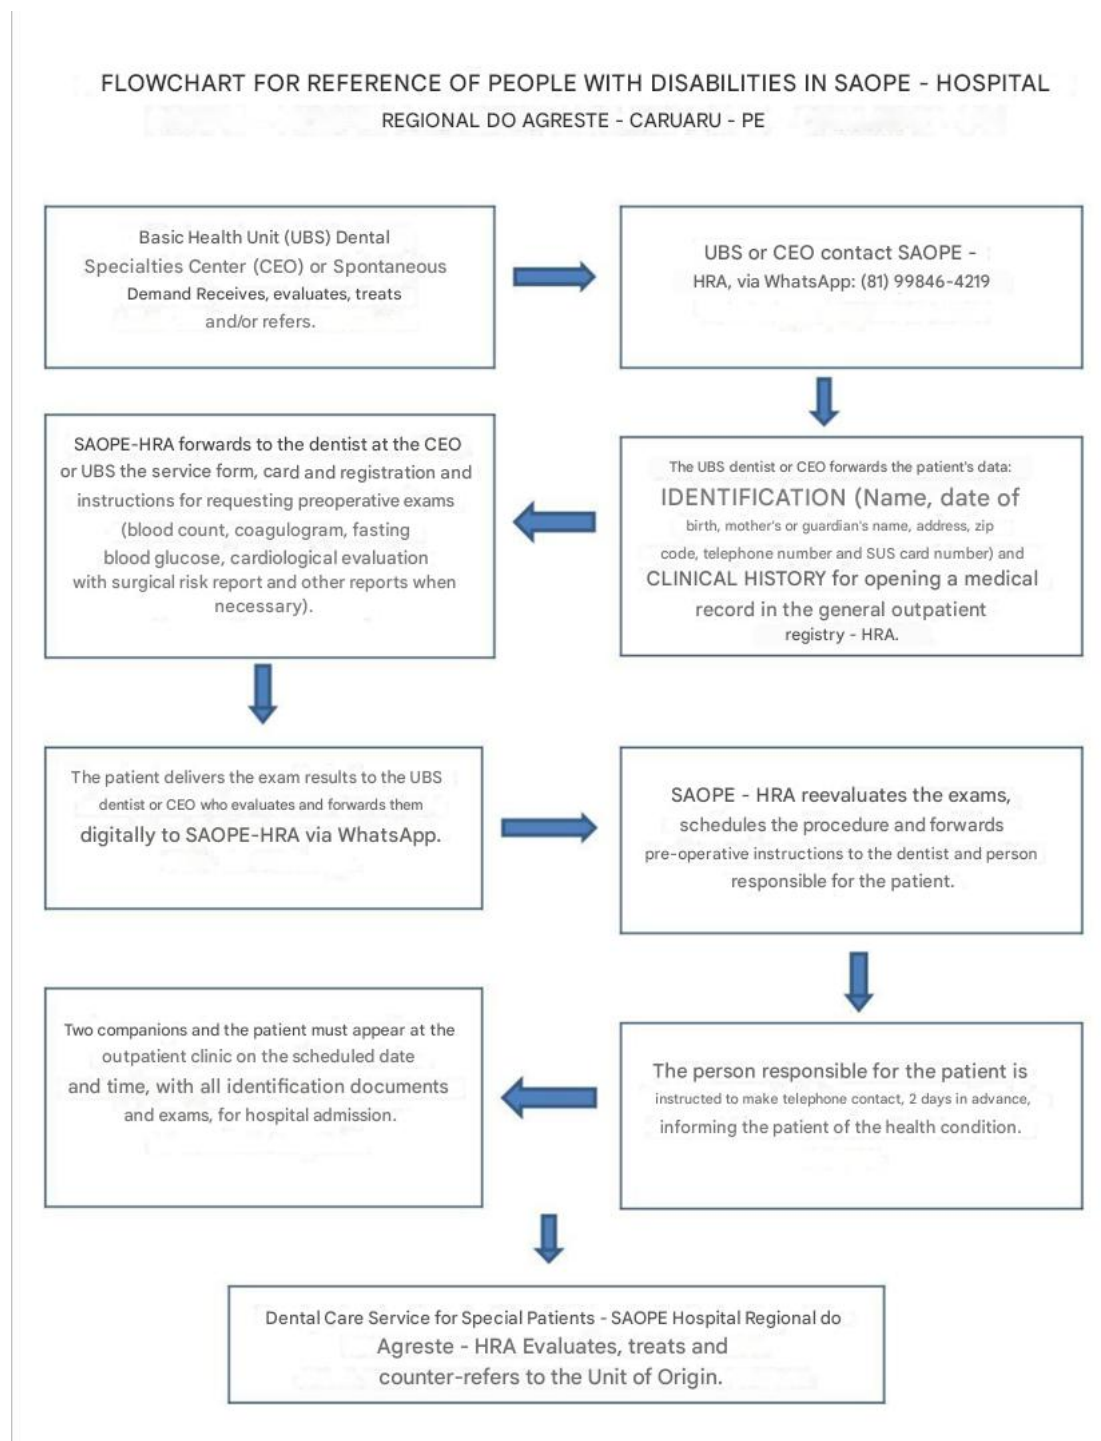 FLOWCHART FOR REFERENCE OF PEOPLE WITH DISABILITIES IN SAOPE - HOSPITAL
REGIONAL DO AGRESTE - CARUARU - PE
Basic Health Unit (UBS) Dental
Specialties Center (CEO) or Spontaneous
Demand Receives, evaluates, treats
and/or refers.
UBS or CEO contact SAOPE -
HRA, via WhatsApp: (81) 99846-4219
The UBS dentist or CEO forwards the patient's data:
IDENTIFICATION (Name, date of
birth, mother's or guardian's name, address, zip
code, telephone number and SUS card number) and
CLINICAL HISTORY for opening a medical
record in the general outpatient
registry - HRA.
SAOPE-HRA forwards to the dentist at the CEO
or UBS the service form, card and registration and
instructions for requesting preoperative exams
(blood count, coagulogram, fasting
blood glucose, cardiological evaluation
with surgical risk report and other reports when
necessary).
The patient delivers the exam results to the UBS
dentist or CEO who evaluates and forwards them
digitally to SAOPE-HRA via WhatsApp.
SAOPE - HRA reevaluates the exams,
schedules the procedure and forwards
pre-operative instructions to the dentist and person
responsible for the patient.
The person responsible for the patient is
instructed to make telephone contact, 2 days in advance,
informing the patient of the health condition.
Two companions and the patient must appear at the
outpatient clinic on the scheduled date
and time, with all identification documents
and exams, for hospital admission.
Dental Care Service for Special Patients - SAOPE Hospital Regional do
Agreste - HRA Evaluates, treats and
counter-refers to the Unit of Origin.